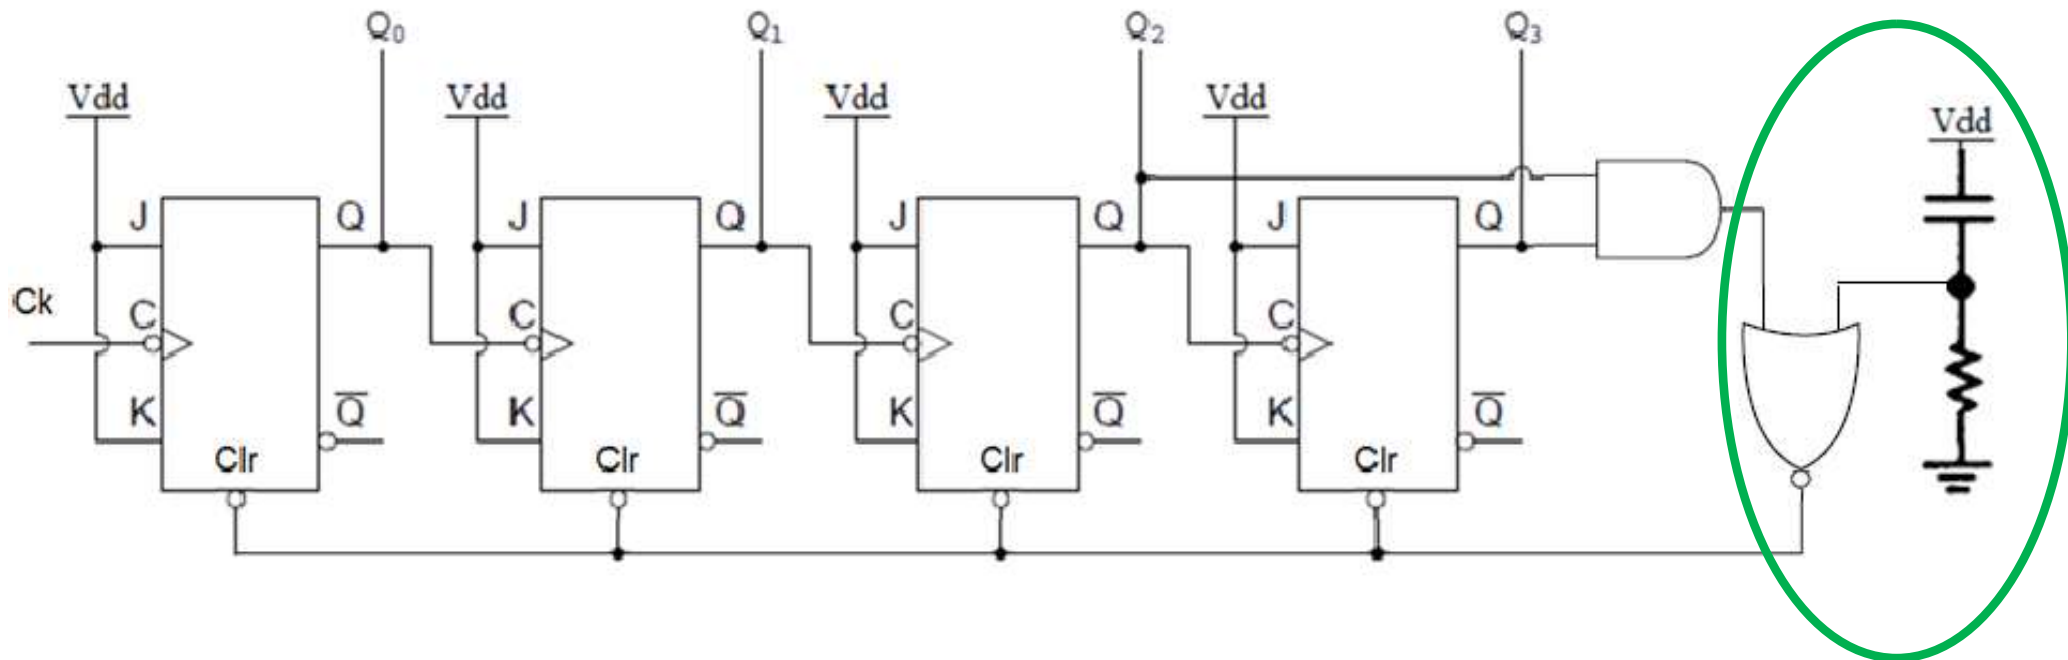 Q₀ Q₁ Q₂ Q₃
Vdd Vdd Vdd Vdd Vdd
J Q J Q J Q J Q
Ck C C C C
K Q̅ K Q̅ K Q̅ K Q̅
Clr Clr Clr Clr